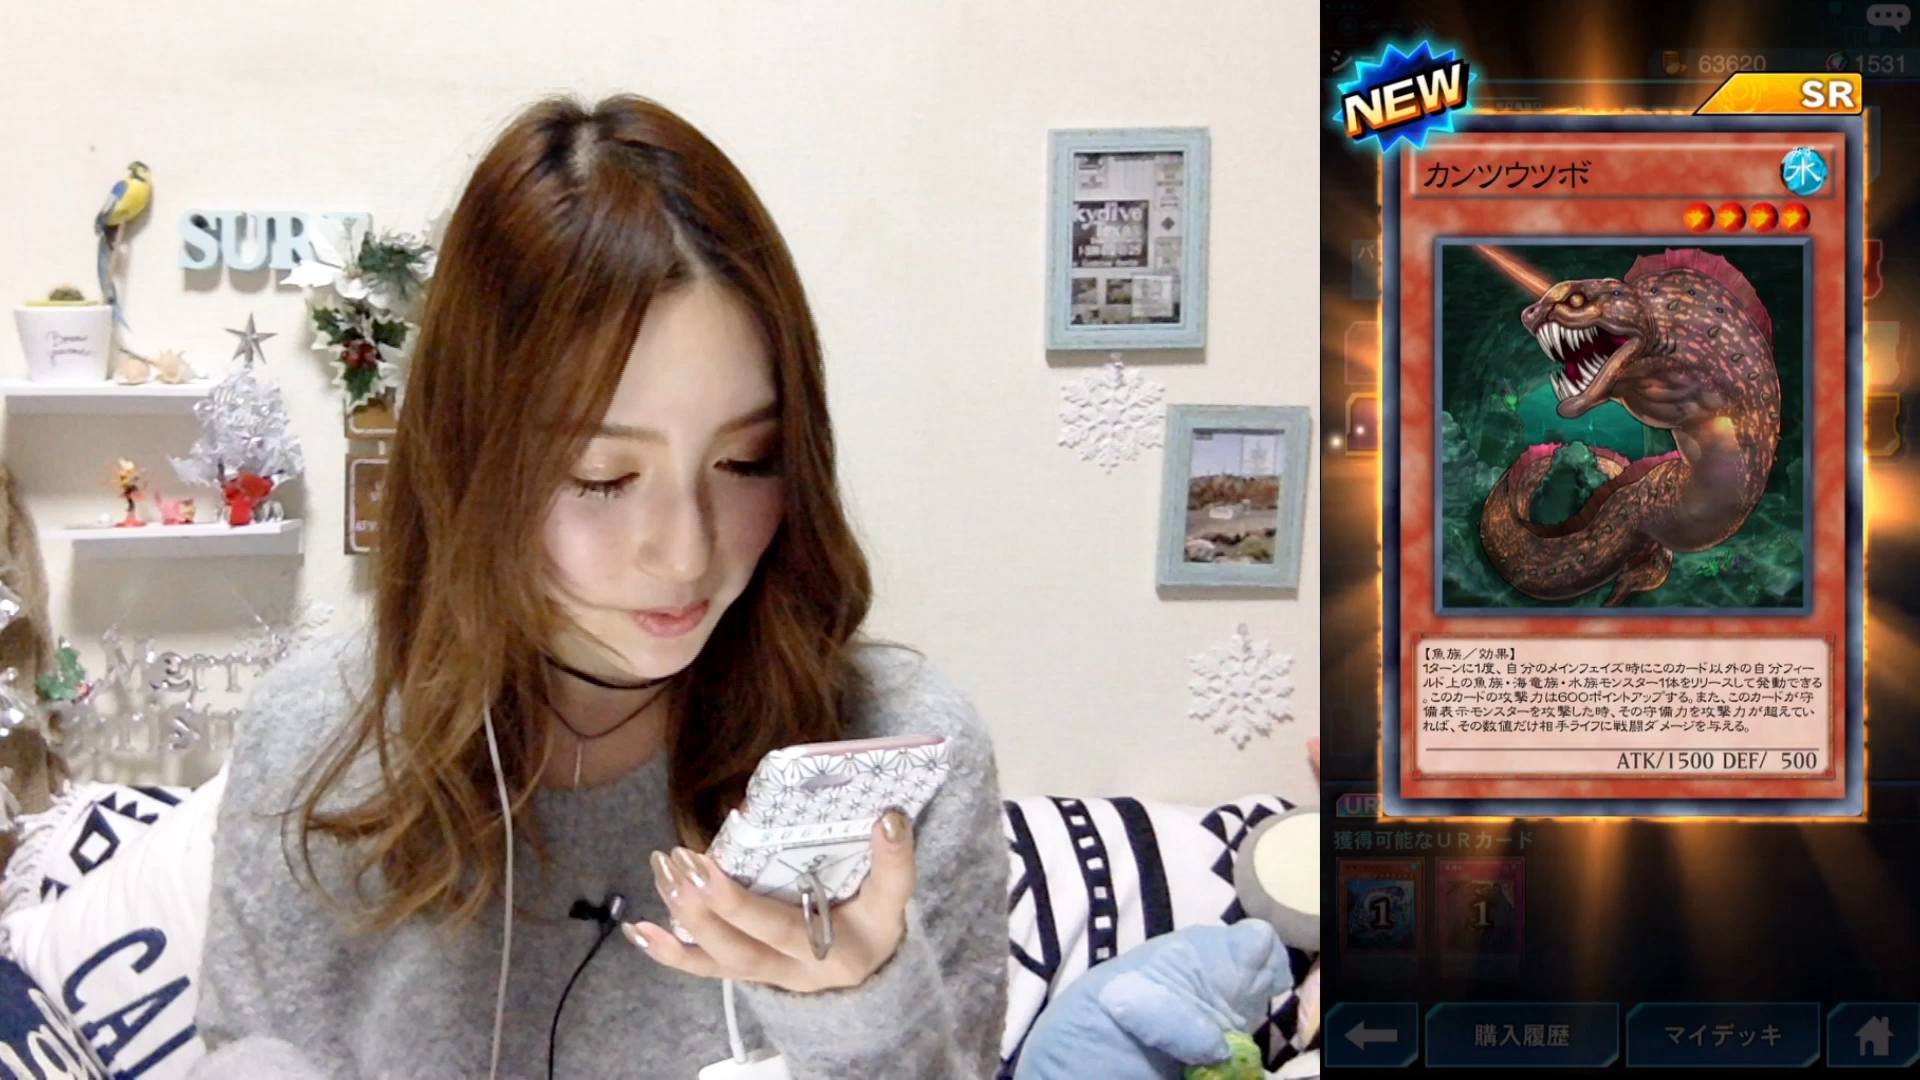 SURV
Merry
CAL
SUGAL
NEW
63620
1531
SR
カンツウツボ
水
【魚族／効果】
1ターンに1度、自分のメインフェイズ時にこのカード以外の自分フィー
ルド上の魚族・海竜族・水族モンスター1体をリリースして発動できる
。このカードの攻撃力は600ポイントアップする。また、このカードが守
備表示モンスターを攻撃した時、その守備力を攻撃力が超えてい
れば、その数値だけ相手ライフに戦闘ダメージを与える。
ATK/1500 DEF/ 500
UR
獲得可能なＵＲカード
1
1
購入履歴
マイデッキ